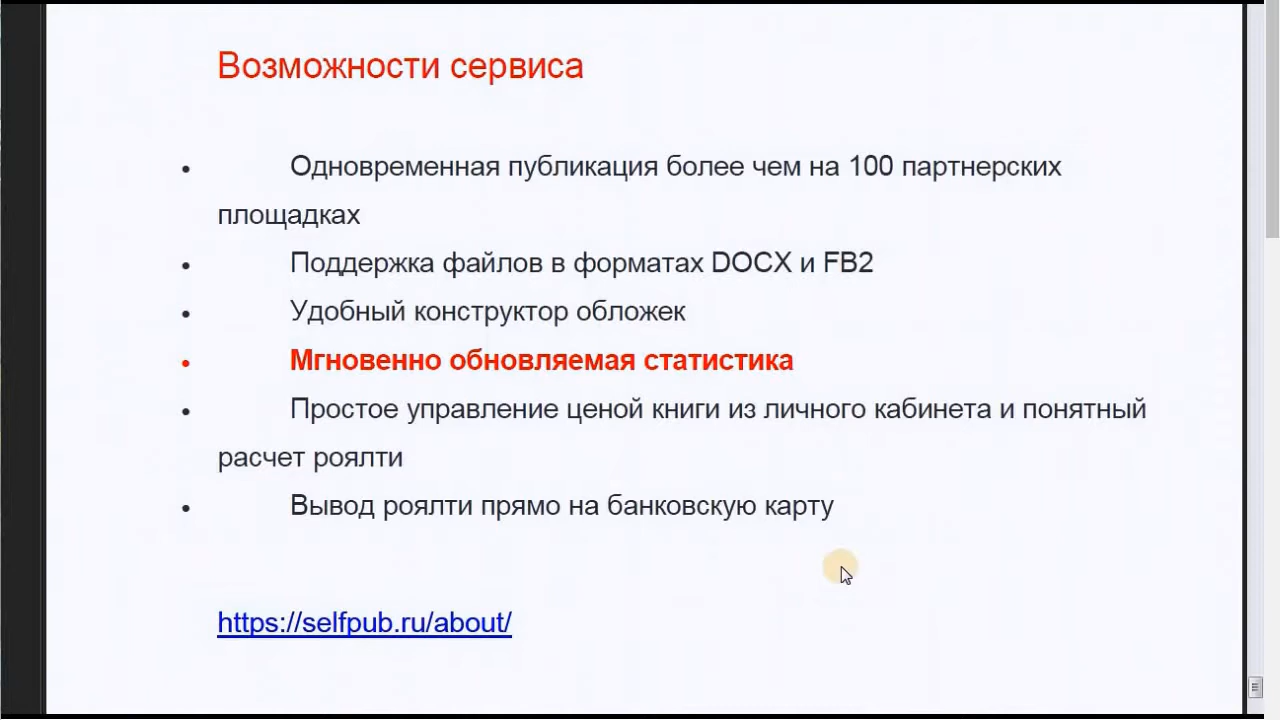 Возможности сервиса
• Одновременная публикация более чем на 100 партнерских
площадках
• Поддержка файлов в форматах DOCX и FB2
• Удобный конструктор обложек
• Мгновенно обновляемая статистика
• Простое управление ценой книги из личного кабинета и понятный
расчет роялти
• Вывод роялти прямо на банковскую карту
https://selfpub.ru/about/